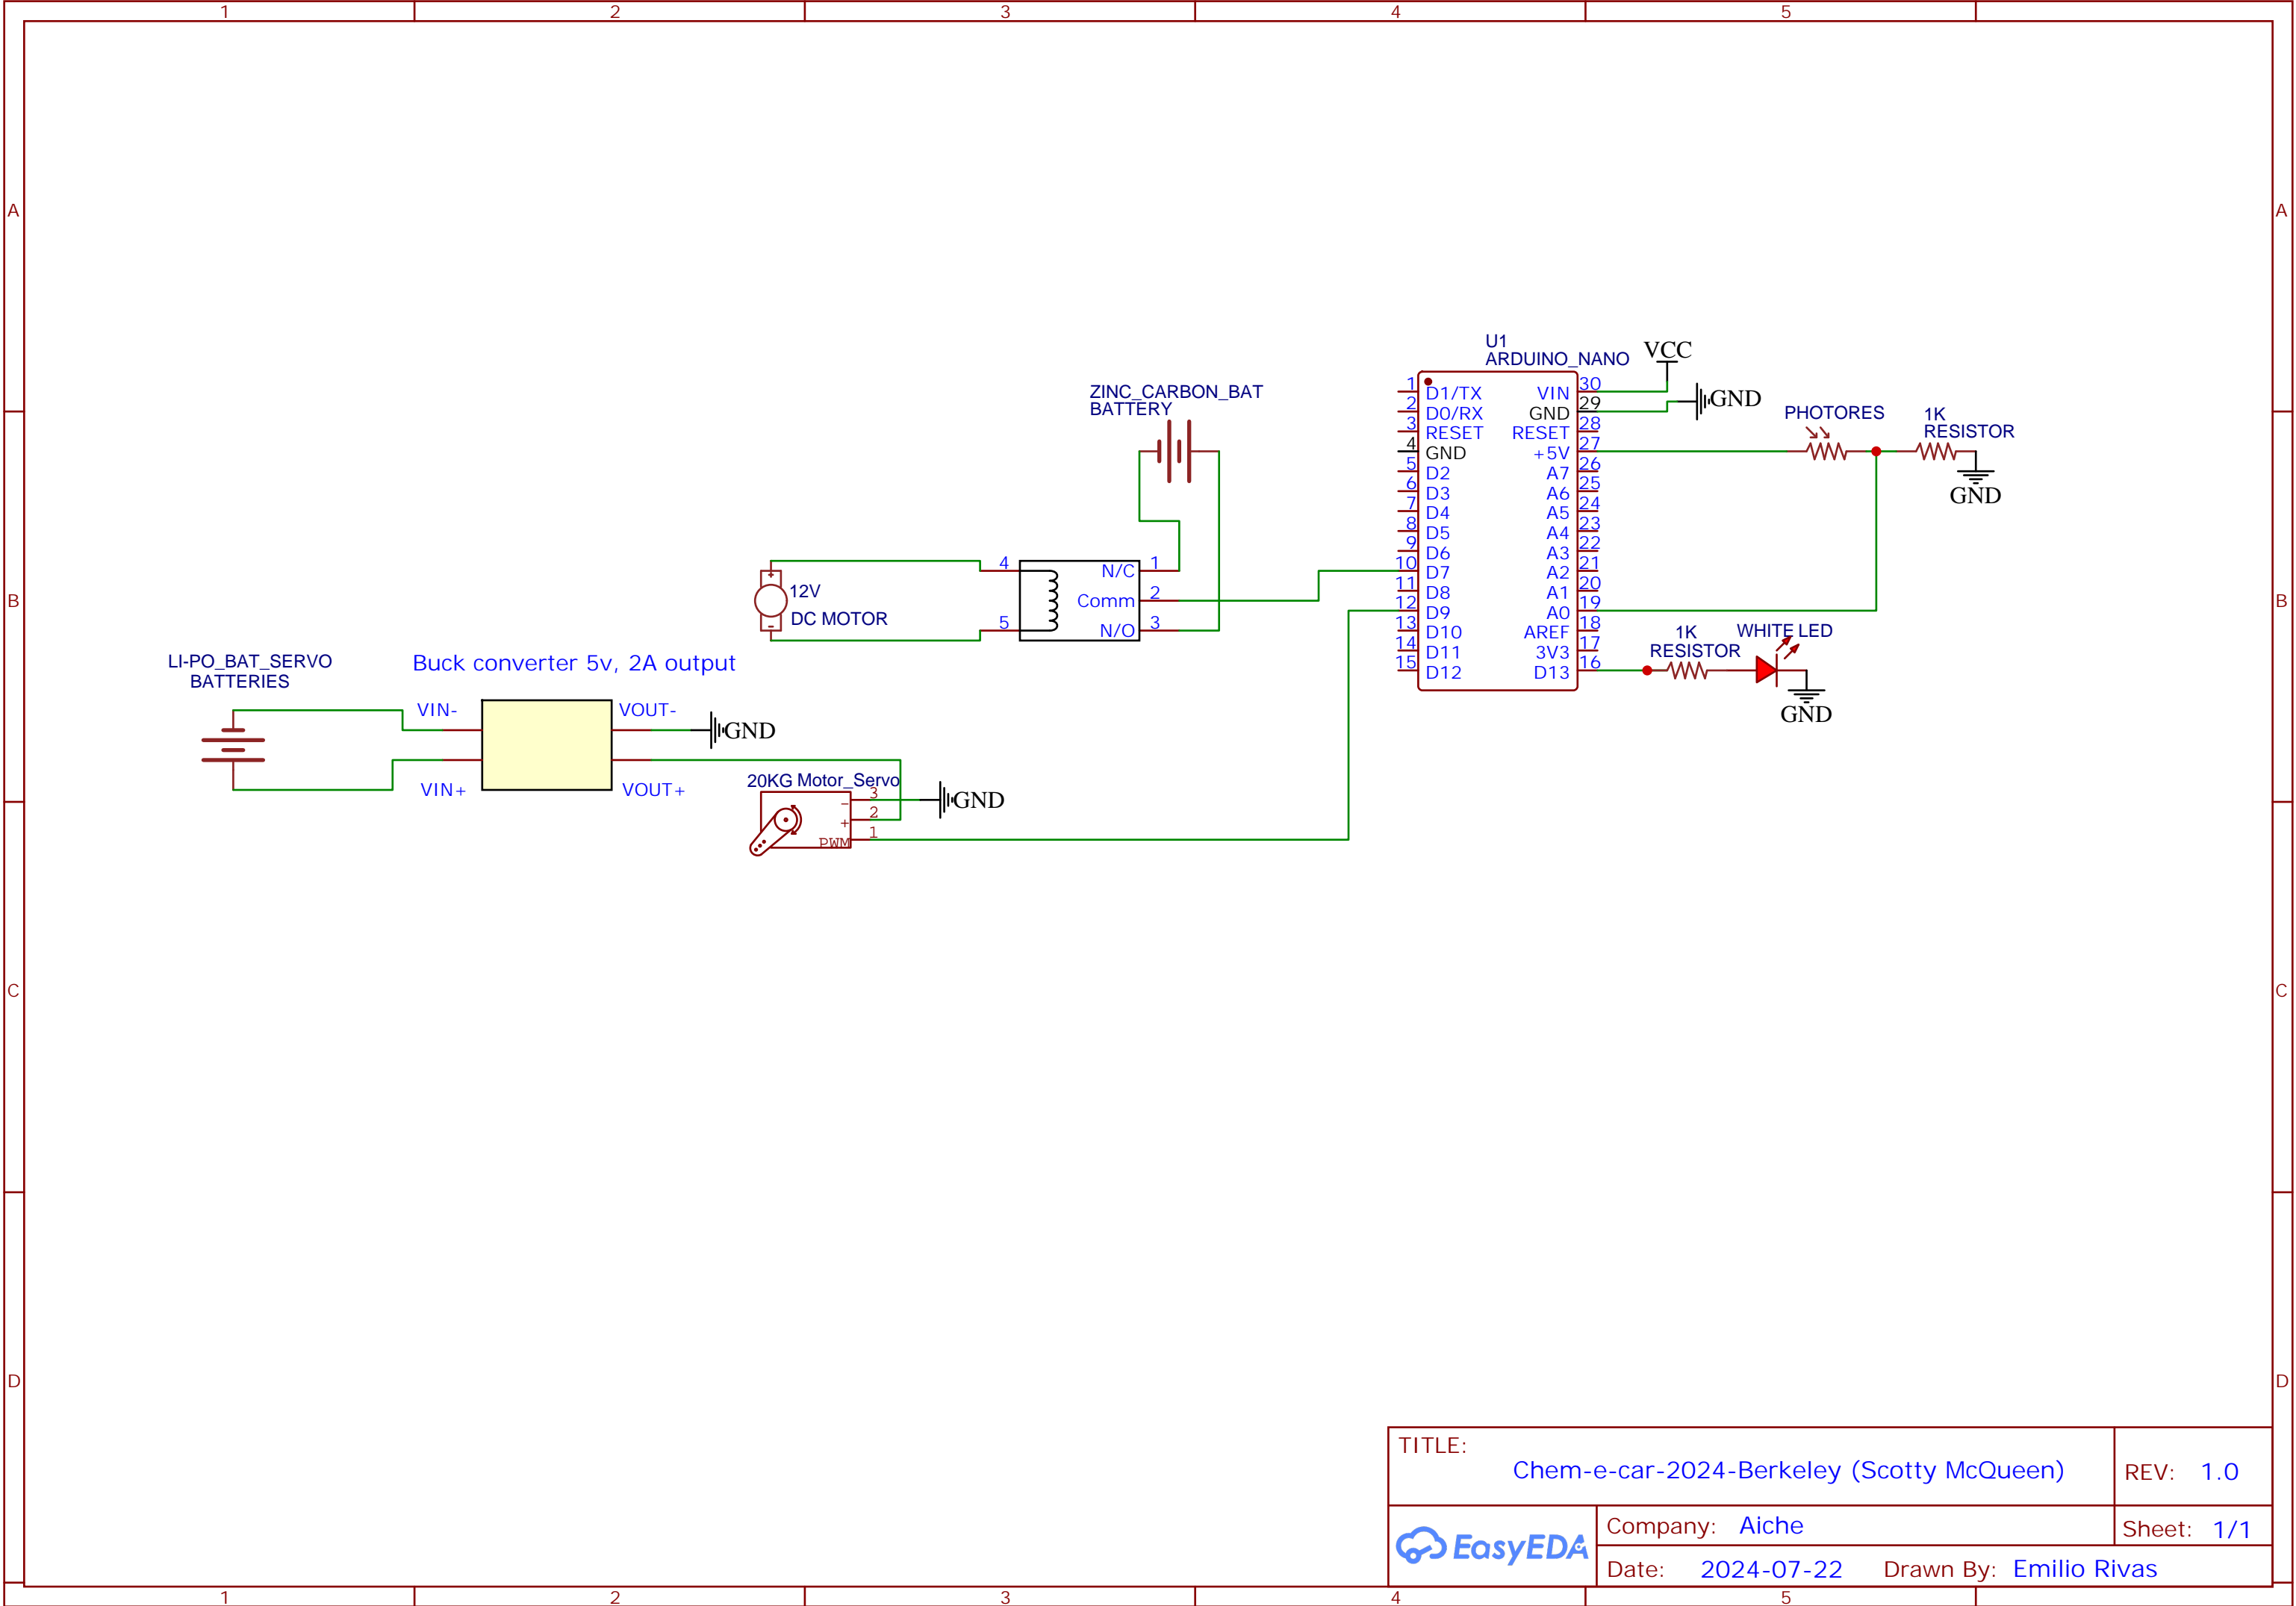 1 2 3 4 5
A A
B B
C C
D D
U1
ARDUINO_NANO
VCC
GND
1 D1/TX VIN 30
2 D0/RX GND 29
3 RESET RESET 28
4 GND +5V 27
5 D2 A7 26
6 D3 A6 25
7 D4 A5 24
8 D5 A4 23
9 D6 A3 22
10 D7 A2 21
11 D8 A1 20
12 D9 A0 19
13 D10 AREF 18
14 D11 3V3 17
15 D12 D13 16
PHOTORES
1K
RESISTOR
GND
1K
RESISTOR
WHITE LED
GND
ZINC_CARBON_BAT
BATTERY
4 N/C 1
Comm 2
5 N/O 3
+
12V
DC MOTOR
-
LI-PO_BAT_SERVO
BATTERIES
Buck converter 5v, 2A output
VIN- VOUT-
GND
VIN+ VOUT+
20KG Motor_Servo
- 3
GND
+ 2
PWM 1
TITLE:
Chem-e-car-2024-Berkeley (Scotty McQueen)
REV: 1.0
EasyEDA
Company: Aiche
Sheet: 1/1
Date: 2024-07-22 Drawn By: Emilio Rivas
1 2 3 4 5